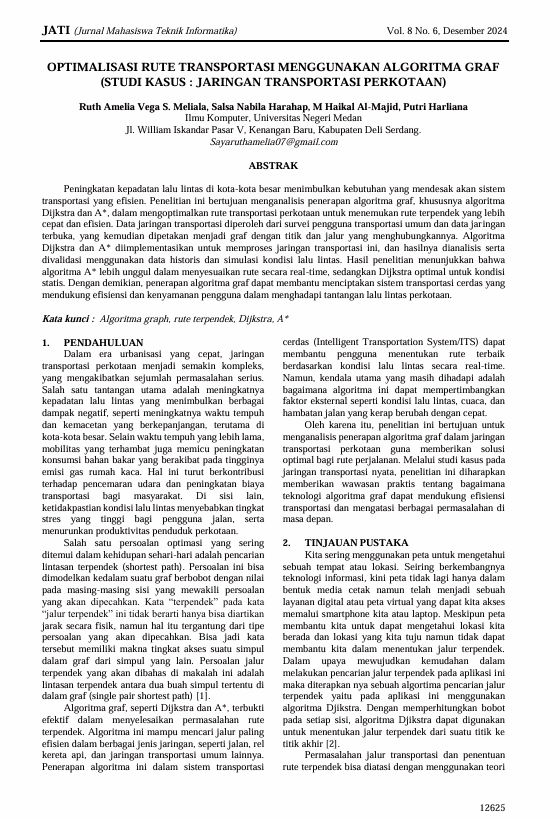 JATI (Jurnal Mahasiswa Teknik Informatika) Vol. 8 No. 6, Desember 2024
OPTIMALISASI RUTE TRANSPORTASI MENGGUNAKAN ALGORITMA GRAF
(STUDI KASUS : JARINGAN TRANSPORTASI PERKOTAAN)
Ruth Amelia Vega S. Meliala, Salsa Nabila Harahap, M Haikal Al-Majid, Putri Harliana
Ilmu Komputer, Universitas Negeri Medan
Jl. William Iskandar Pasar V, Kenangan Baru, Kabupaten Deli Serdang.
Sayaruthamelia07@gmail.com
ABSTRAK
Peningkatan kepadatan lalu lintas di kota-kota besar menimbulkan kebutuhan yang mendesak akan sistem
transportasi yang efisien. Penelitian ini bertujuan menganalisis penerapan algoritma graf, khususnya algoritma
Dijkstra dan A*, dalam mengoptimalkan rute transportasi perkotaan untuk menemukan rute terpendek yang lebih
cepat dan efisien. Data jaringan transportasi diperoleh dari survei pengguna transportasi umum dan data jaringan
terbuka, yang kemudian dipetakan menjadi graf dengan titik dan jalur yang menghubungkannya. Algoritma
Dijkstra dan A* diimplementasikan untuk memproses jaringan transportasi ini, dan hasilnya dianalisis serta
divalidasi menggunakan data historis dan simulasi kondisi lalu lintas. Hasil penelitian menunjukkan bahwa
algoritma A* lebih unggul dalam menyesuaikan rute secara real-time, sedangkan Dijkstra optimal untuk kondisi
statis. Dengan demikian, penerapan algoritma graf dapat membantu menciptakan sistem transportasi cerdas yang
mendukung efisiensi dan kenyamanan pengguna dalam menghadapi tantangan lalu lintas perkotaan.
Kata kunci : Algoritma graph, rute terpendek, Dijkstra, A*
1. PENDAHULUAN
Dalam era urbanisasi yang cepat, jaringan
transportasi perkotaan menjadi semakin kompleks,
yang mengakibatkan sejumlah permasalahan serius.
Salah satu tantangan utama adalah meningkatnya
kepadatan lalu lintas yang menimbulkan berbagai
dampak negatif, seperti meningkatnya waktu tempuh
dan kemacetan yang berkepanjangan, terutama di
kota-kota besar. Selain waktu tempuh yang lebih lama,
mobilitas yang terhambat juga memicu peningkatan
konsumsi bahan bakar yang berakibat pada tingginya
emisi gas rumah kaca. Hal ini turut berkontribusi
terhadap pencemaran udara dan peningkatan biaya
transportasi bagi masyarakat. Di sisi lain,
ketidakpastian kondisi lalu lintas menyebabkan tingkat
stres yang tinggi bagi pengguna jalan, serta
menurunkan produktivitas penduduk perkotaan.
Salah satu persoalan optimasi yang sering
ditemui dalam kehidupan sehari-hari adalah pencarian
lintasan terpendek (shortest path). Persoalan ini bisa
dimodelkan kedalam suatu graf berbobot dengan nilai
pada masing-masing sisi yang mewakili persoalan
yang akan dipecahkan. Kata “terpendek” pada kata
“jalur terpendek” ini tidak berarti hanya bisa diartikan
jarak secara fisik, namun hal itu tergantung dari tipe
persoalan yang akan dipecahkan. Bisa jadi kata
tersebut memiliki makna tingkat akses suatu simpul
dalam graf dari simpul yang lain. Persoalan jalur
terpendek yang akan dibahas di makalah ini adalah
lintasan terpendek antara dua buah simpul tertentu di
dalam graf (single pair shortest path) [1].
Algoritma graf, seperti Dijkstra dan A*, terbukti
efektif dalam menyelesaikan permasalahan rute
terpendek. Algoritma ini mampu mencari jalur paling
efisien dalam berbagai jenis jaringan, seperti jalan, rel
kereta api, dan jaringan transportasi umum lainnya.
Penerapan algoritma ini dalam sistem transportasi
cerdas (Intelligent Transportation System/ITS) dapat
membantu pengguna menentukan rute terbaik
berdasarkan kondisi lalu lintas secara real-time.
Namun, kendala utama yang masih dihadapi adalah
bagaimana algoritma ini dapat mempertimbangkan
faktor eksternal seperti kondisi lalu lintas, cuaca, dan
hambatan jalan yang kerap berubah dengan cepat.
Oleh karena itu, penelitian ini bertujuan untuk
menganalisis penerapan algoritma graf dalam jaringan
transportasi perkotaan guna memberikan solusi
optimal bagi rute perjalanan. Melalui studi kasus pada
jaringan transportasi nyata, penelitian ini diharapkan
memberikan wawasan praktis tentang bagaimana
teknologi algoritma graf dapat mendukung efisiensi
transportasi dan mengatasi berbagai permasalahan di
masa depan.
2. TINJAUAN PUSTAKA
Kita sering menggunakan peta untuk mengetahui
sebuah tempat atau lokasi. Seiring berkembangnya
teknologi informasi, kini peta tidak lagi hanya dalam
bentuk media cetak namun telah menjadi sebuah
layanan digital atau peta virtual yang dapat kita akses
memalui smartphone kita atau laptop. Meskipun peta
membantu kita untuk dapat mengetahui lokasi kita
berada dan lokasi yang kita tuju namun tidak dapat
membantu kita dalam menentukan jalur terpendek.
Dalam upaya mewujudkan kemudahan dalam
melakukan pencarian jalur terpendek pada aplikasi ini
maka diterapkan nya sebuah algortima pencarian jalur
terpendek yaitu pada aplikasi ini menggunakan
algoritma Djikstra. Dengan memperhitungkan bobot
pada setiap sisi, algoritma Djikstra dapat digunakan
untuk menentukan jalur terpendek dari suatu titik ke
titik akhir [2].
Permasalahan jalur transportasi dan penentuan
rute terpendek bisa diatasi dengan menggunakan teori
12625